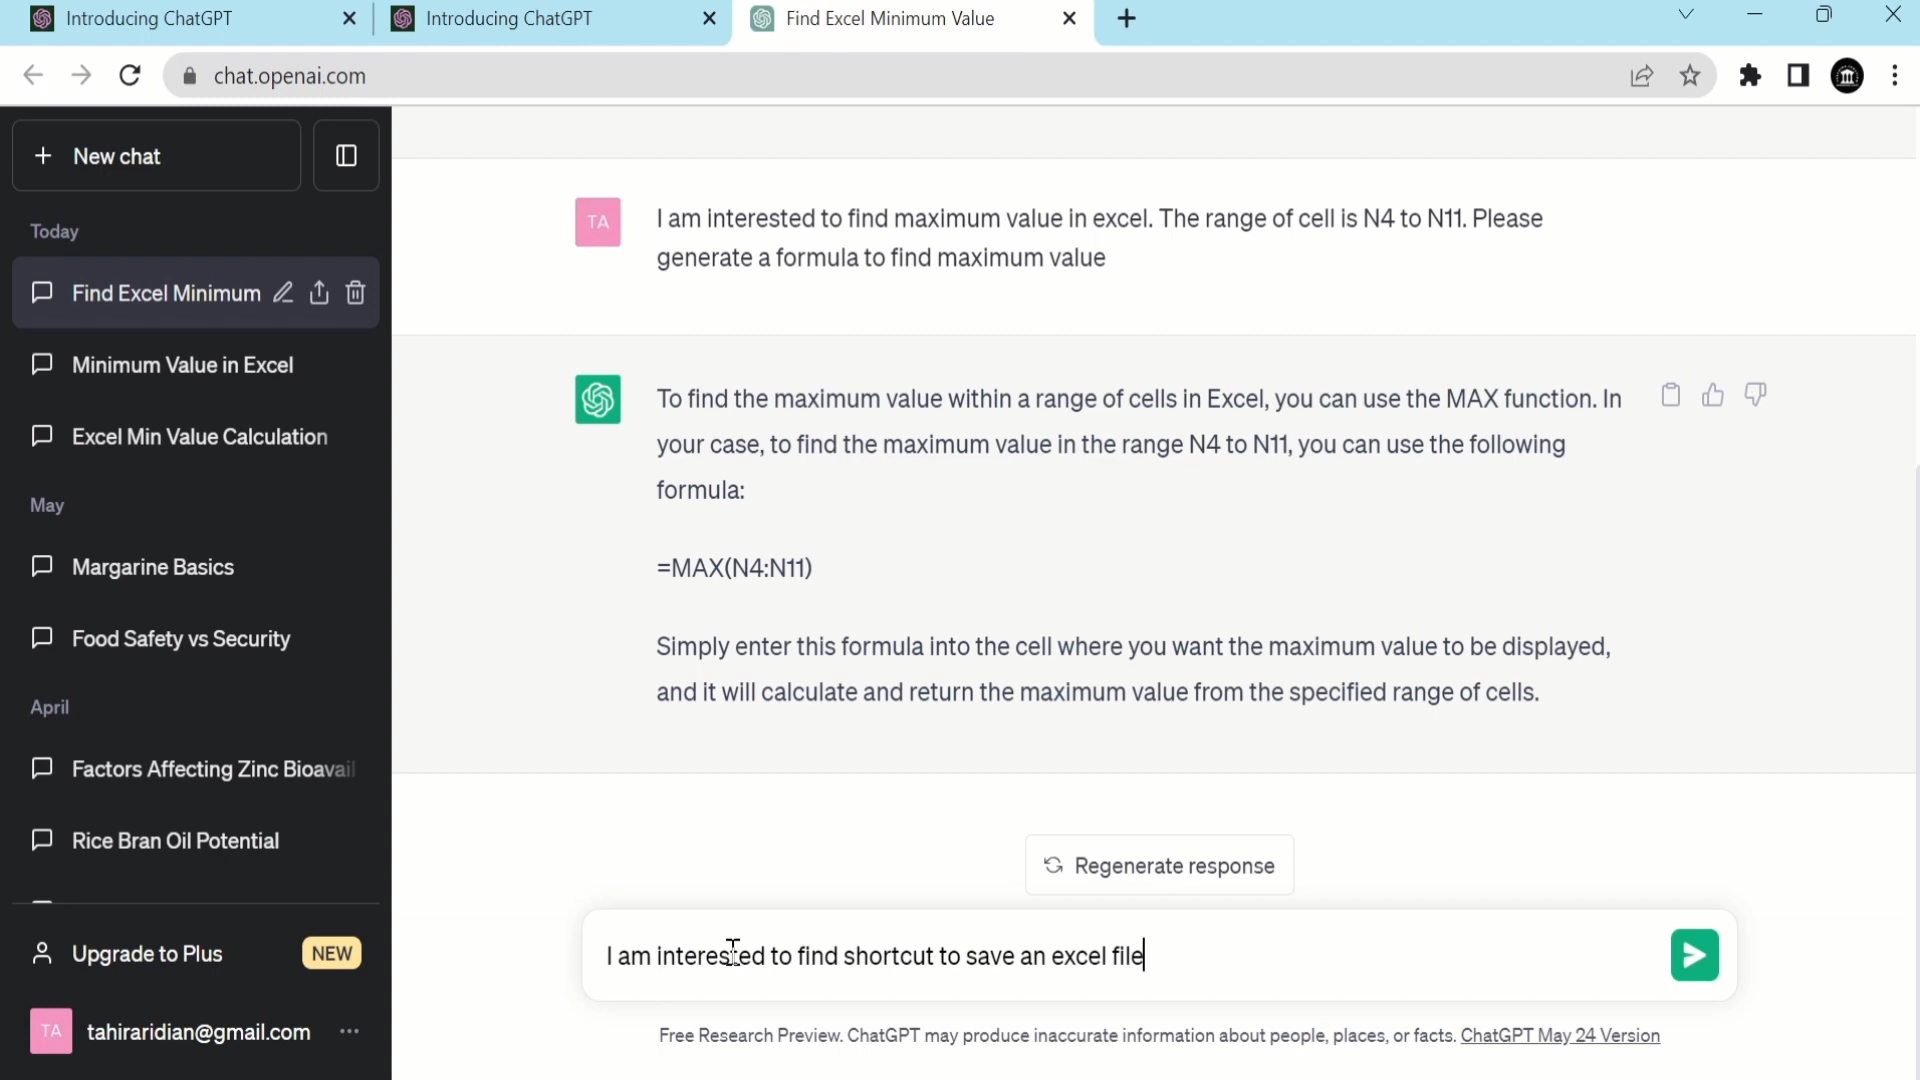 Introducing ChatGPT
Introducing ChatGPT
Find Excel Minimum Value
chat.openai.com
New chat
Today
Find Excel Minimum
Minimum Value in Excel
Excel Min Value Calculation
May
Margarine Basics
Food Safety vs Security
April
Factors Affecting Zinc Bioavail
Rice Bran Oil Potential
Upgrade to Plus
NEW
TA
tahiraridian@gmail.com
TA
I am interested to find maximum value in excel. The range of cell is N4 to N11. Please
generate a formula to find maximum value
To find the maximum value within a range of cells in Excel, you can use the MAX function. In
your case, to find the maximum value in the range N4 to N11, you can use the following
formula:
=MAX(N4:N11)
Simply enter this formula into the cell where you want the maximum value to be displayed,
and it will calculate and return the maximum value from the specified range of cells.
Regenerate response
I am interested to find shortcut to save an excel file
Free Research Preview. ChatGPT may produce inaccurate information about people, places, or facts. ChatGPT May 24 Version